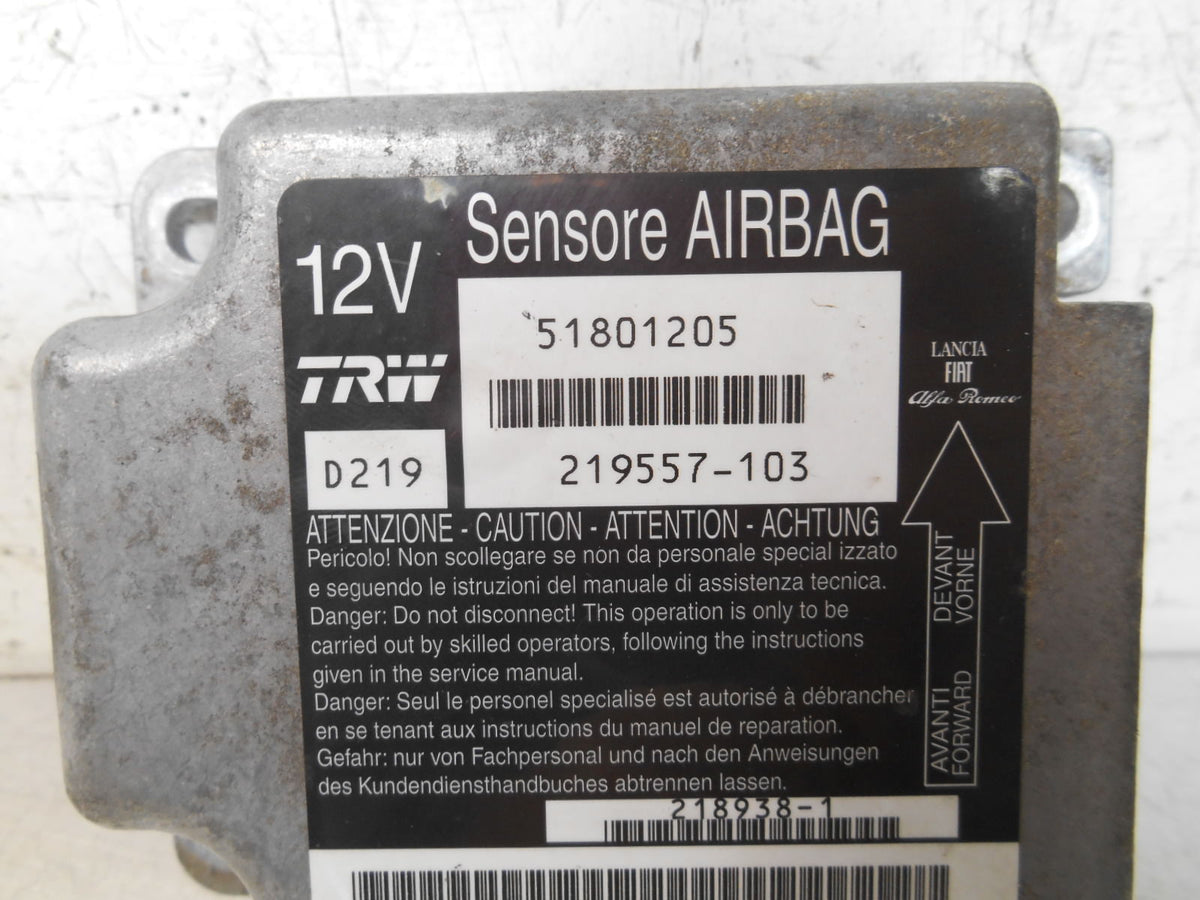 Sensore AIRBAG
12V
51801205
TRW
219557-103
D219
LANCIA
FIAT
Alfa Romeo
ATTENZIONE - CAUTION - ATTENTION - ACHTUNG
Pericolo! Non scollegare se non da personale special izzato
e seguendo le istruzioni del manuale di assistenza tecnica.
Danger: Do not disconnect! This operation is only to be
carried out by skilled operators, following the instructions
given in the service manual.
Danger: Seul le personel specialisé est autorisé à débrancher
en se tenant aux instructions du manuel de reparation.
Gefahr: nur von Fachpersonal und nach den Anweisungen
des Kundendiensthandbuches abtrennen lassen.
AVANTI DEVANT
FORWARD VORNE
218938-1